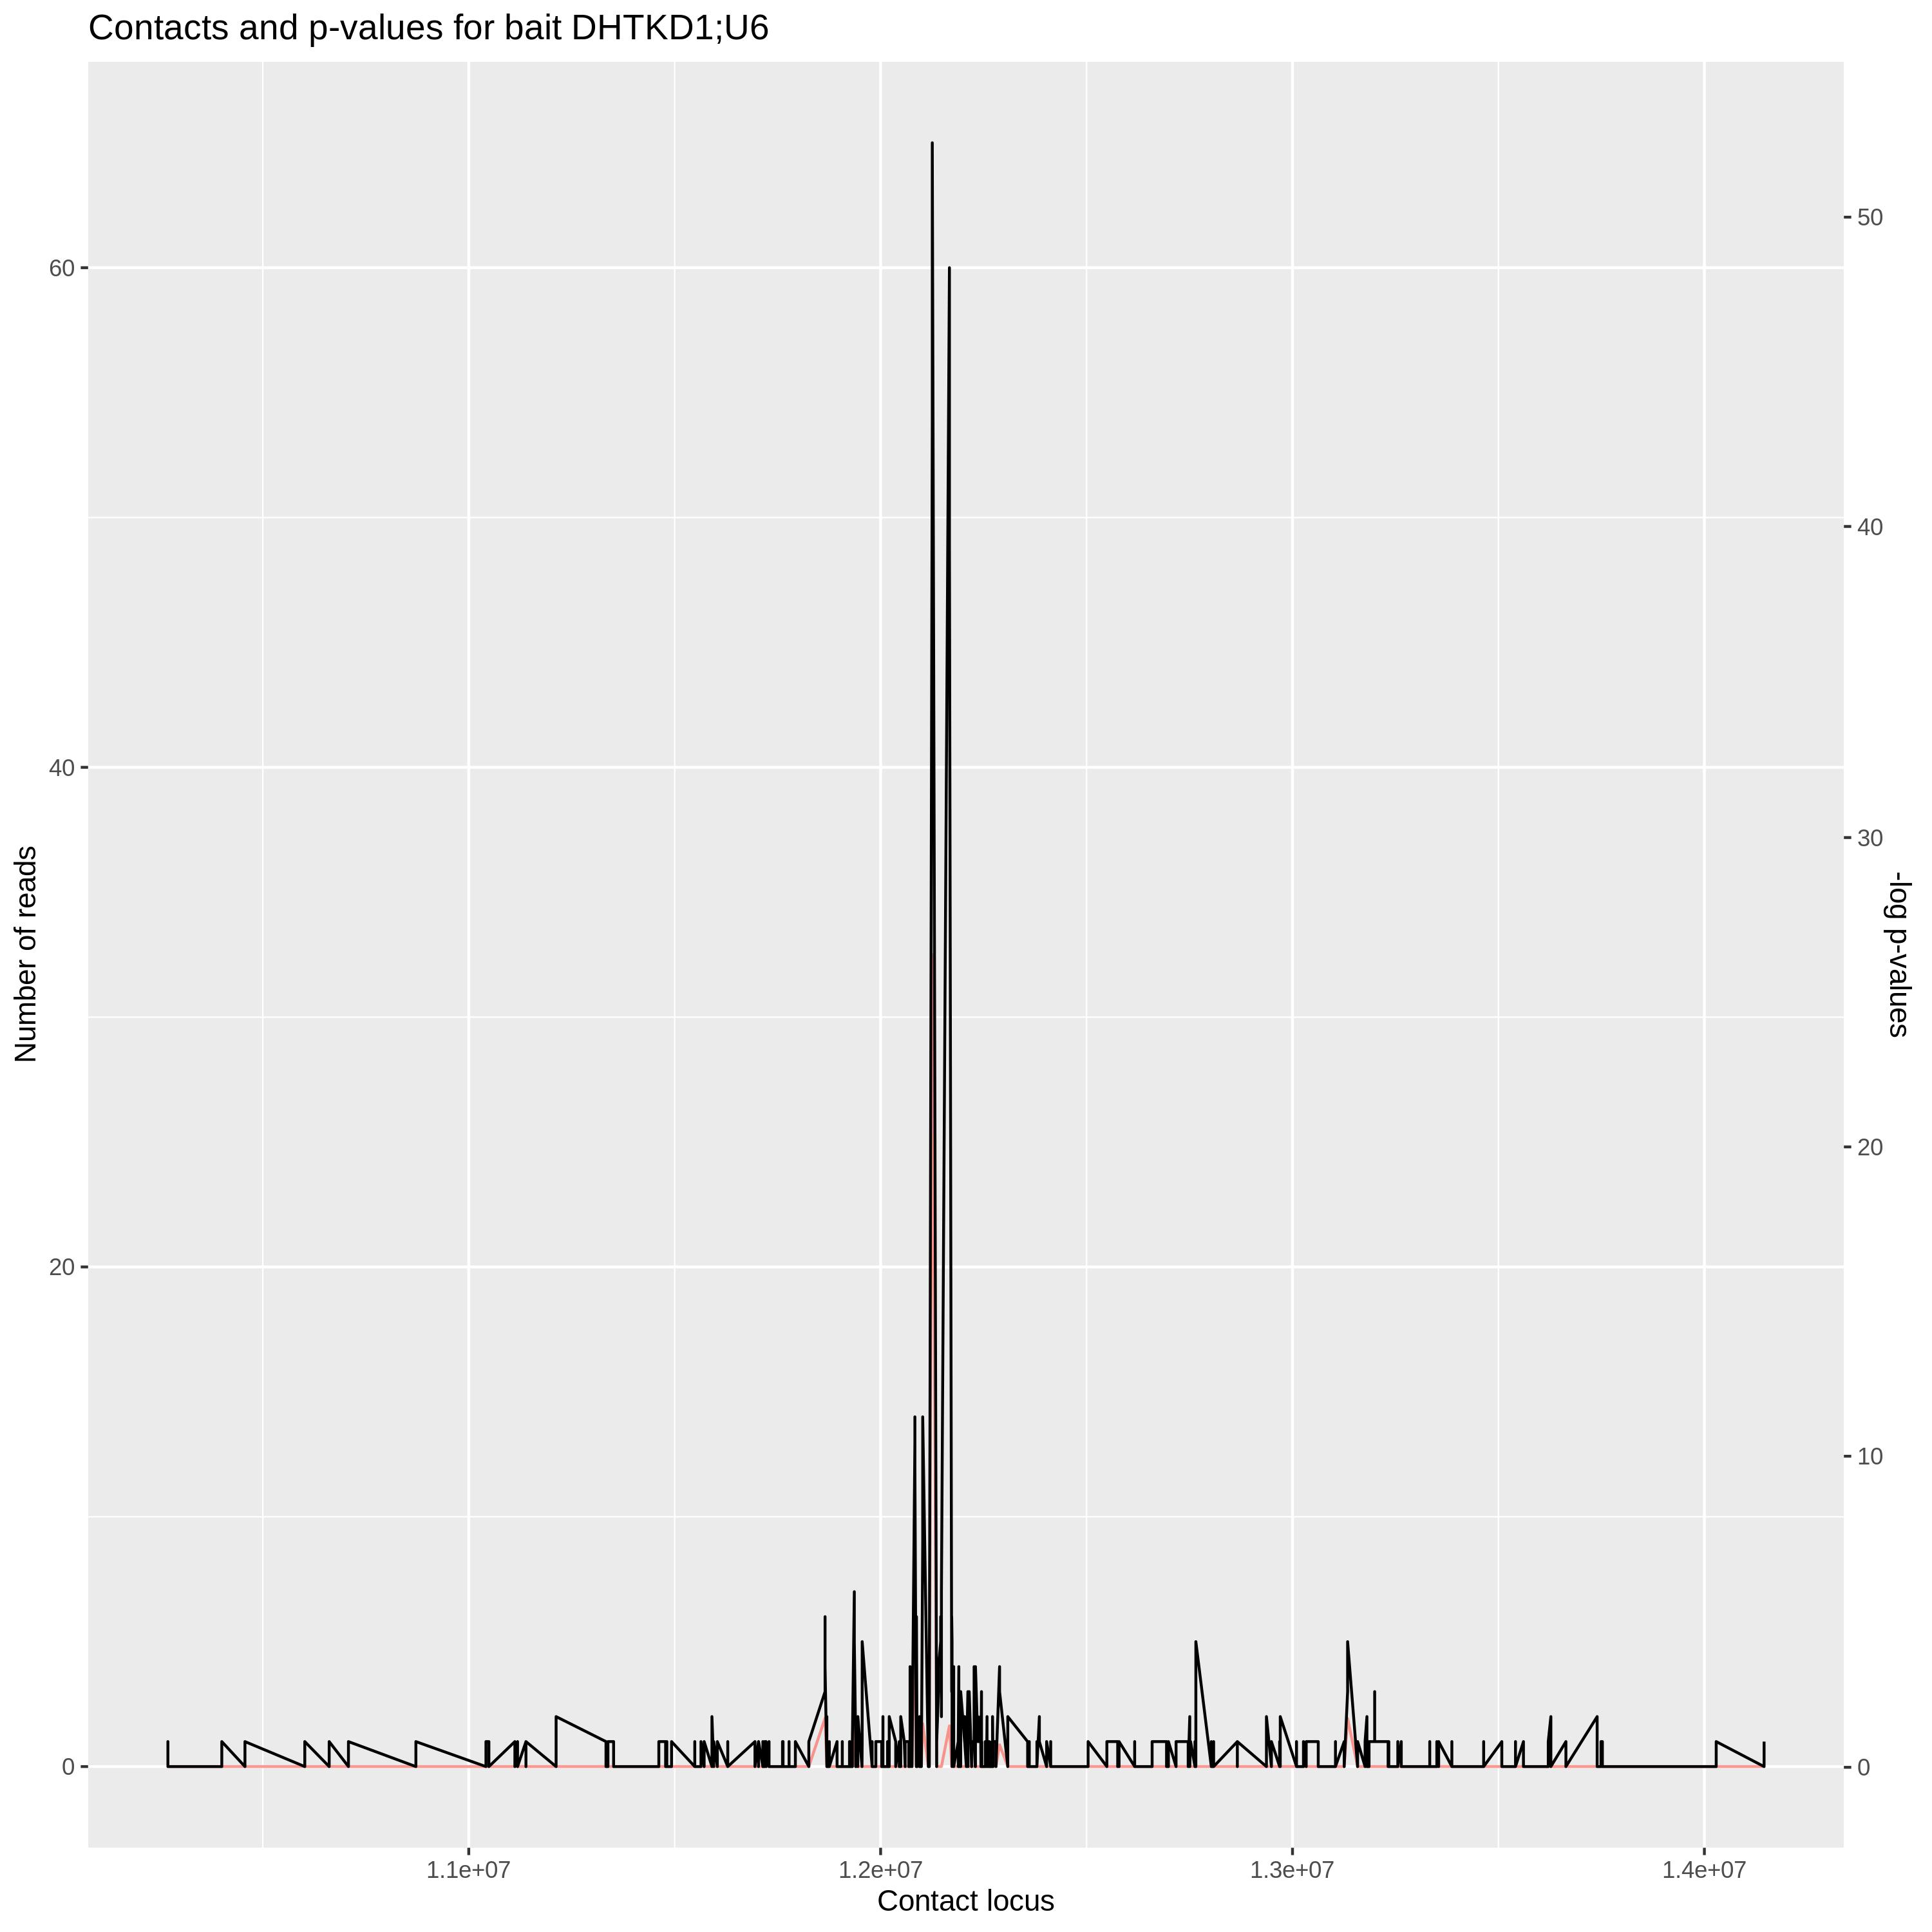 Contacts and p-values for bait DHTKD1;U6
60
40
20
0
Number of reads
50
40
30
20
10
0
-log p-values
1.1e+07
1.2e+07
1.3e+07
1.4e+07
Contact locus